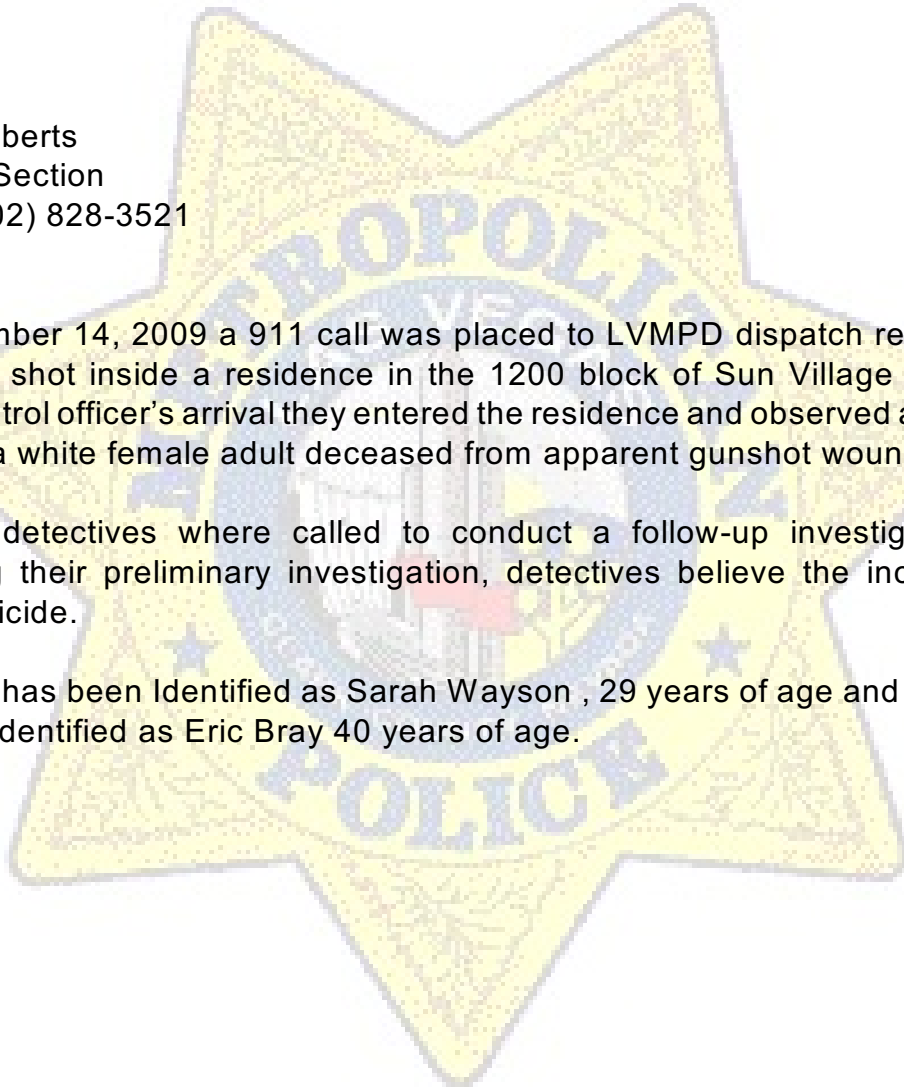 berts
Section
02) 828-3521
mber 14, 2009 a 911 call was placed to LVMPD dispatch re
shot inside a residence in the 1200 block of Sun Village
trol officer's arrival they entered the residence and observed a
a white female adult deceased from apparent gunshot woun
detectives where called to conduct a follow-up investig
g their preliminary investigation, detectives believe the inc
icide.
has been Identified as Sarah Wayson , 29 years of age and
dentified as Eric Bray 40 years of age.
METROPOLITAN
POLICE